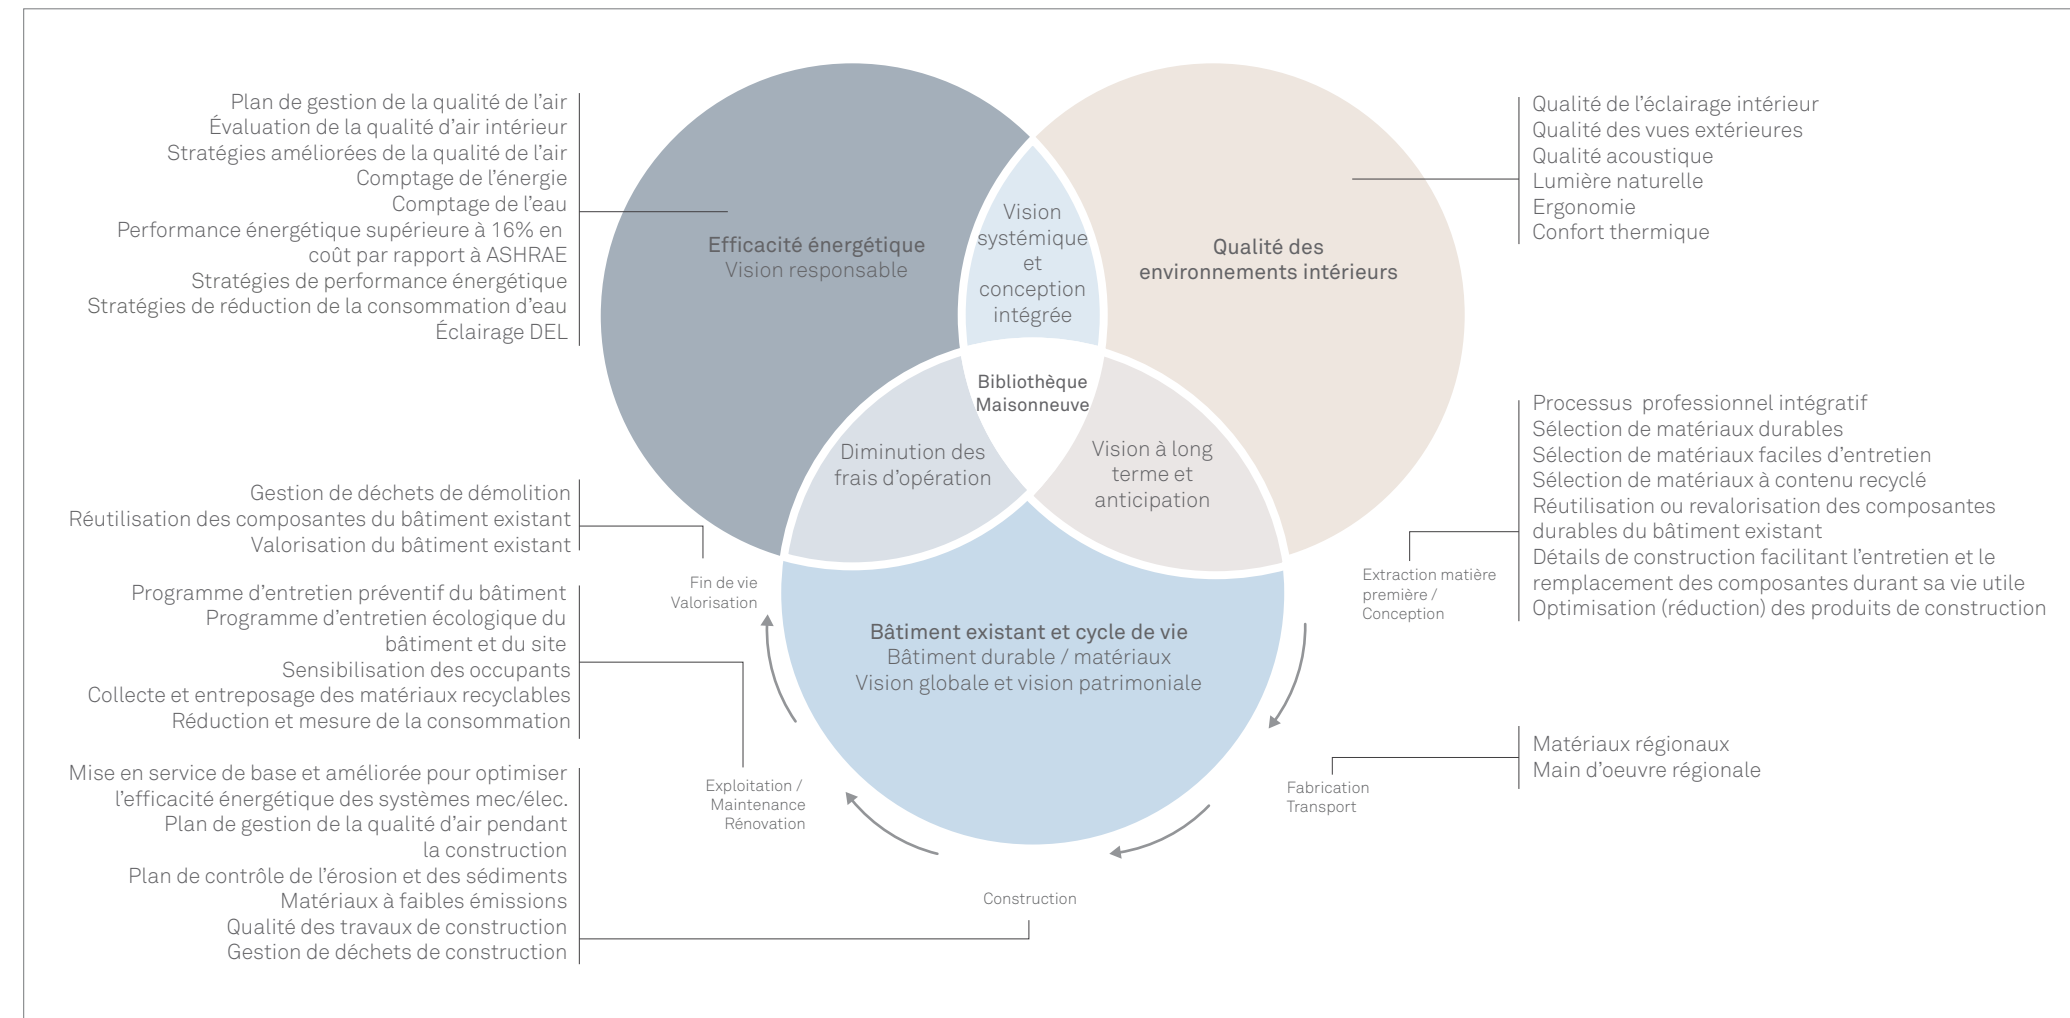 Plan de gestion de la qualité de l’air
Évaluation de la qualité d’air intérieur
Stratégies améliorées de la qualité de l’air
Comptage de l’énergie
Comptage de l’eau
Performance énergétique supérieure à 16% en
coût par rapport à ASHRAE
Stratégies de performance énergétique
Stratégies de réduction de la consommation d’eau
Éclairage DEL
Efficacité énergétique
Vision responsable
Vision
systémique
et
conception
intégrée
Qualité des
environnements intérieurs
Qualité de l’éclairage intérieur
Qualité des vues extérieures
Qualité acoustique
Lumière naturelle
Ergonomie
Confort thermique
Bibliothèque
Maisonneuve
Diminution des
frais d’opération
Vision à long
terme et
anticipation
Processus professionnel intégratif
Sélection de matériaux durables
Sélection de matériaux faciles d’entretien
Sélection de matériaux à contenu recyclé
Réutilisation ou revalorisation des composantes
durables du bâtiment existant
Détails de construction facilitant l’entretien et le
remplacement des composantes durant sa vie utile
Optimisation (réduction) des produits de construction
Extraction matière
première /
Conception
Gestion de déchets de démolition
Réutilisation des composantes du bâtiment existant
Valorisation du bâtiment existant
Fin de vie
Valorisation
Bâtiment existant et cycle de vie
Bâtiment durable / matériaux
Vision globale et vision patrimoniale
Programme d’entretien préventif du bâtiment
Programme d’entretien écologique du
bâtiment et du site
Sensibilisation des occupants
Collecte et entreposage des matériaux recyclables
Réduction et mesure de la consommation
Exploitation /
Maintenance
Rénovation
Fabrication
Transport
Matériaux régionaux
Main d’oeuvre régionale
Mise en service de base et améliorée pour optimiser
l’efficacité énergétique des systèmes mec/élec.
Plan de gestion de la qualité d’air pendant
la construction
Plan de contrôle de l’érosion et des sédiments
Matériaux à faibles émissions
Qualité des travaux de construction
Gestion de déchets de construction
Construction